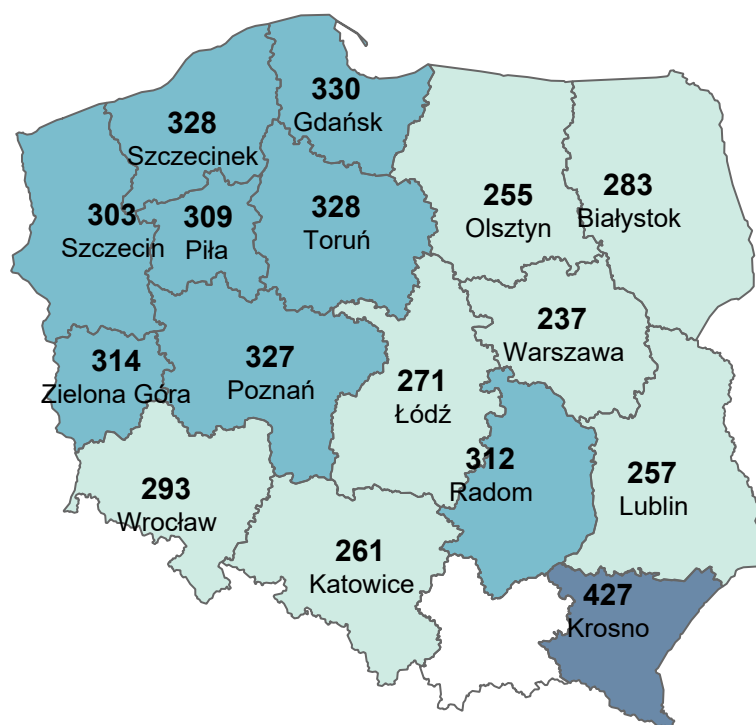 330
Gdańsk
328
Szczecinek
255
Olsztyn
283
Białystok
303
Szczecin
309
Piła
328
Toruń
237
Warszawa
314
Zielona Góra
327
Poznań
271
Łódź
312
Radom
257
Lublin
293
Wrocław
261
Katowice
427
Krosno